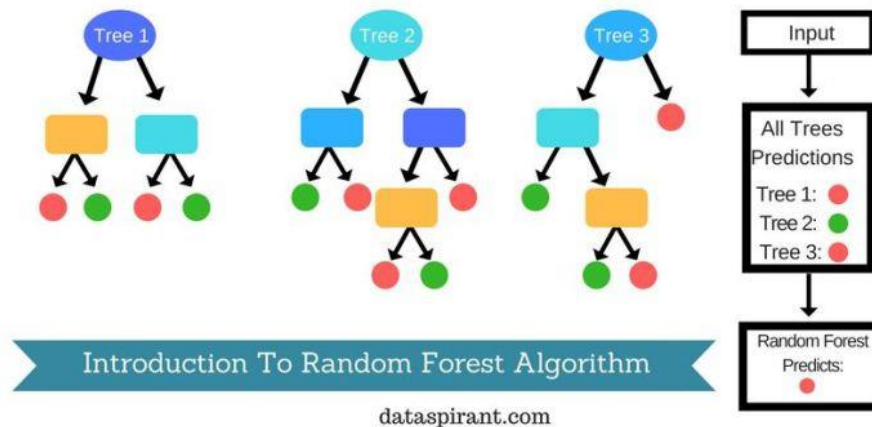 Tree 1
Tree 2
Tree 3
Input
All Trees
Predictions
Tree 1:
Tree 2:
Tree 3:
Random Forest
Predicts:
Introduction To Random Forest Algorithm
dataspirant.com